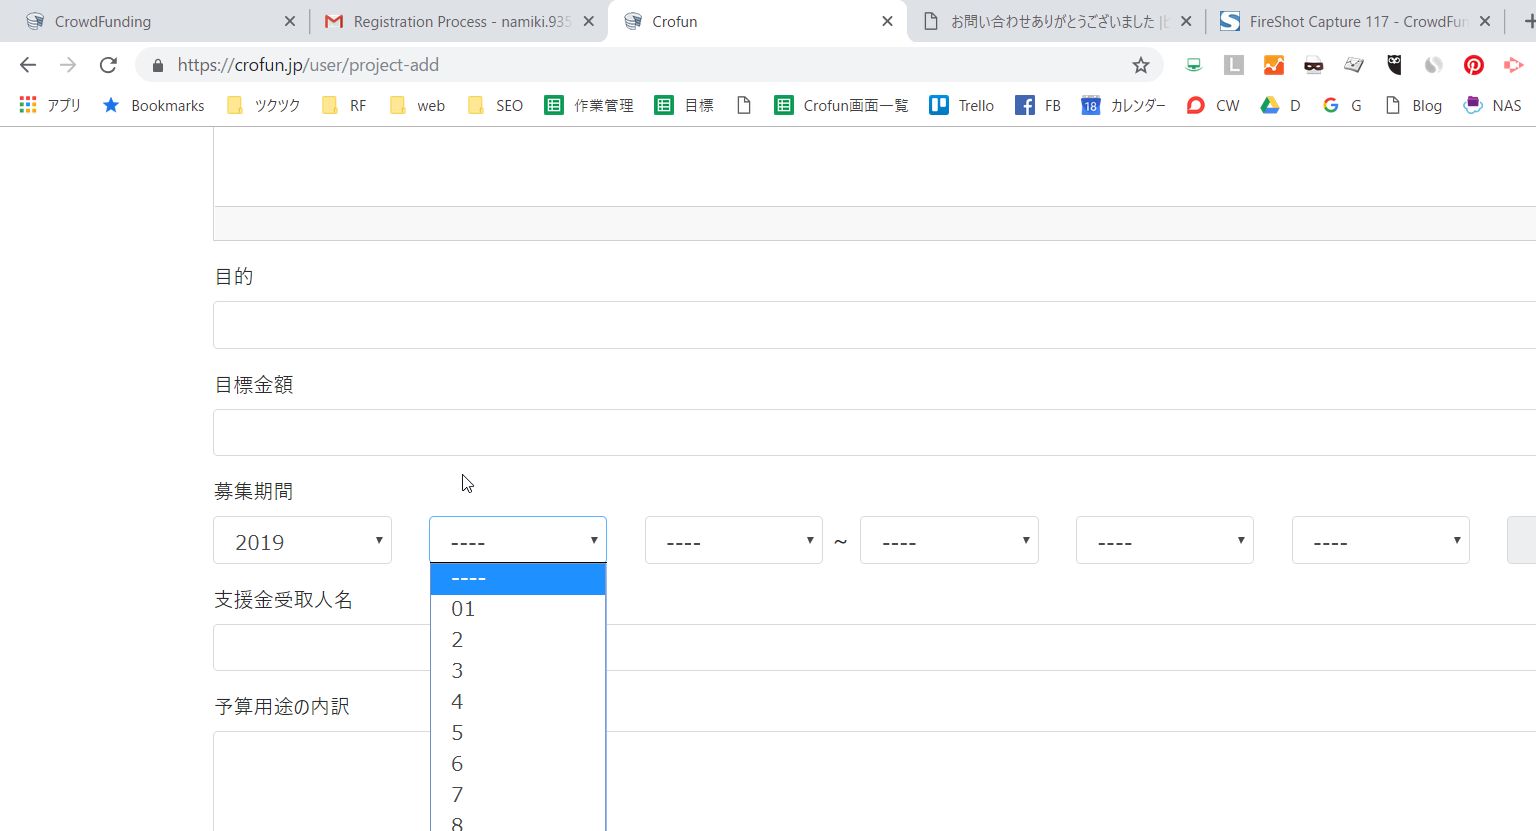 CrowdFunding
Registration Process - namiki.935
Crofun
お問い合わせありがとうございました |
FireShot Capture 117 - CrowdFun
https://crofun.jp/user/project-add
アプリ Bookmarks ツクツク RF web SEO 作業管理 目標 Crofun画面一覧 Trello FB 18 カレンダー CW D G Blog NAS
目的
目標金額
募集期間
2019 ---- ---- ~ ---- ---- ----
----
01
2
3
4
5
6
7
8
支援金受取人名
予算用途の内訳